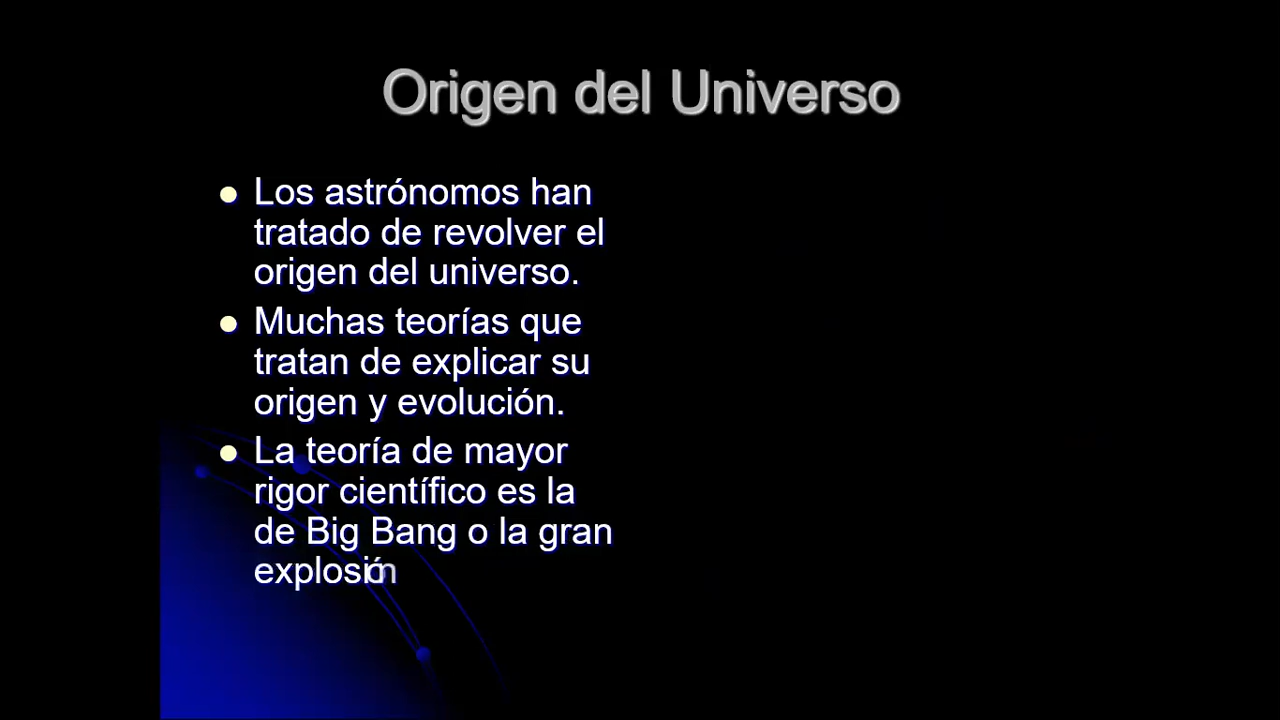 Origen del Universo
Los astrónomos han
tratado de revolver el
origen del universo.
Muchas teorías que
tratan de explicar su
origen y evolución.
La teoría de mayor
rigor científico es la
de Big Bang o la gran
explosión